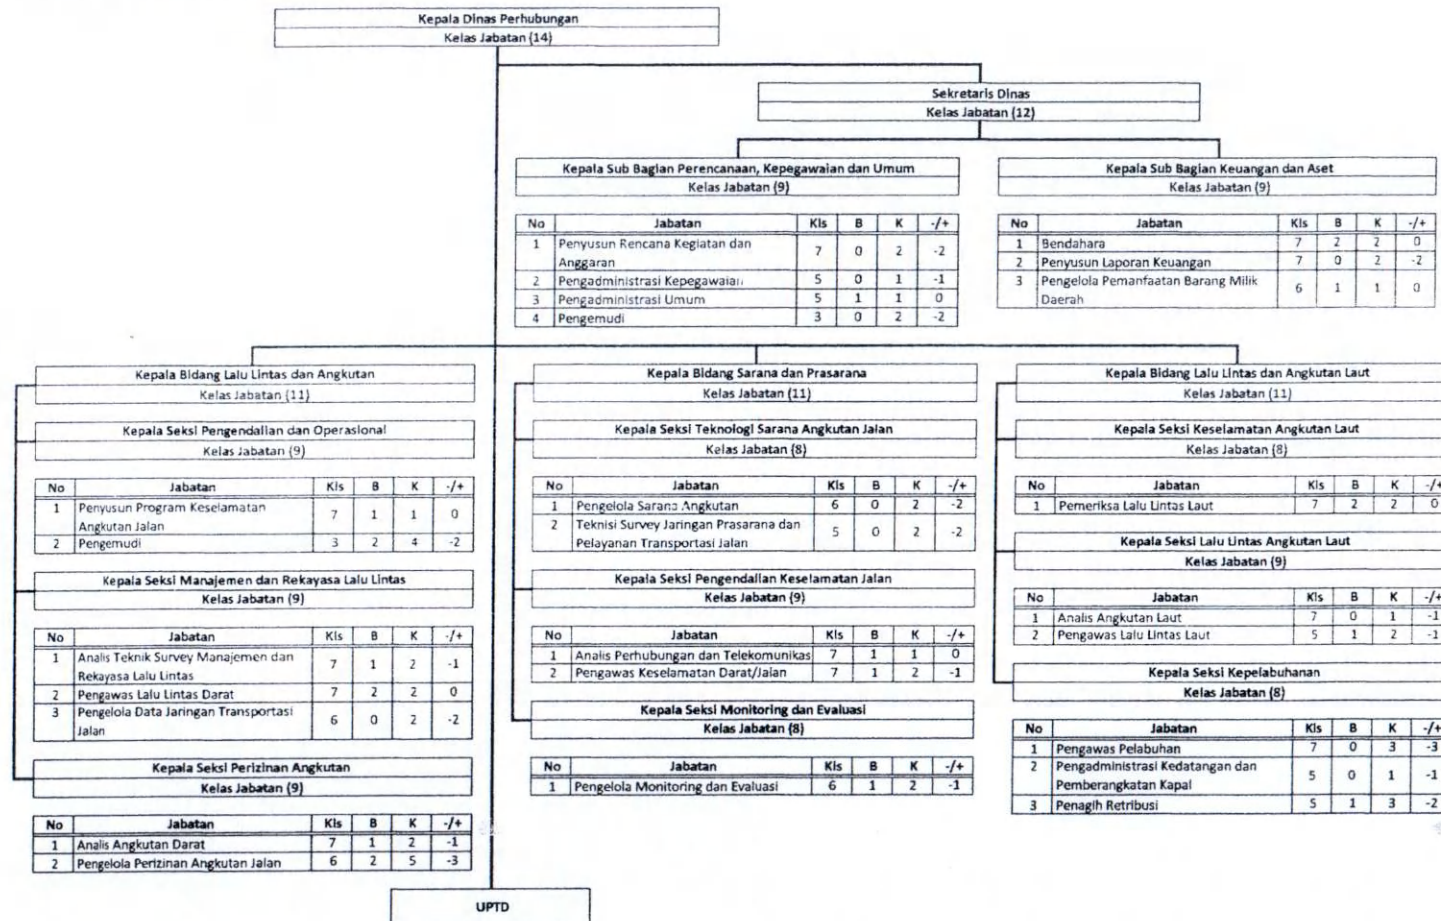 Kepala Dinas Perhubungan
Kelas Jabatan (14)
Sekretaris Dinas
Kelas Jabatan (12)
Kepala Sub Bagian Perencanaan, Kepegawaian dan Umum
Kelas Jabatan (9)
No Jabatan Kls B K -/+
1 Penyusun Rencana Kegiatan dan
Anggaran 7 0 2 -2
2 Pengadministrasi Kepegawaian 5 0 1 -1
3 Pengadministrasi Umum 5 1 1 0
4 Pengemudi 3 0 2 -2
Kepala Sub Bagian Keuangan dan Aset
Kelas Jabatan (9)
No Jabatan Kls B K -/+
1 Bendahara 7 2 2 0
2 Penyusun Laporan Keuangan 7 0 2 -2
3 Pengelola Pemanfaatan Barang Milik
Daerah 6 1 1 0
Kepala Bidang Lalu Lintas dan Angkutan
Kelas Jabatan (11)
Kepala Seksi Pengendalian dan Operasional
Kelas Jabatan (9)
No Jabatan Kls B K -/+
1 Penyusun Program Keselamatan
Angkutan Jalan 7 1 1 0
2 Pengemudi 3 2 4 -2
Kepala Seksi Manajemen dan Rekayasa Lalu Lintas
Kelas Jabatan (9)
No Jabatan Kls B K -/+
1 Analis Teknik Survey Manajemen dan
Rekayasa Lalu Lintas 7 1 2 -1
2 Pengawas Lalu Lintas Darat 7 2 2 0
3 Pengelola Data Jaringan Transportasi
Jalan 6 0 2 -2
Kepala Seksi Perizinan Angkutan
Kelas Jabatan (9)
No Jabatan Kls B K -/+
1 Analis Angkutan Darat 7 1 2 -1
2 Pengelola Perizinan Angkutan Jalan 6 2 5 -3
Kepala Bidang Sarana dan Prasarana
Kelas Jabatan (11)
Kepala Seksi Teknologi Sarana Angkutan Jalan
Kelas Jabatan (8)
No Jabatan Kls B K -/+
1 Pengelola Sarana Angkutan 6 0 2 -2
2 Teknisi Survey Jaringan Prasarana dan
Pelayanan Transportasi Jalan 5 0 2 -2
Kepala Seksi Pengendalian Keselamatan Jalan
Kelas Jabatan (9)
No Jabatan Kls B K -/+
1 Analis Perhubungan dan Telekomunikas 7 1 1 0
2 Pengawas Keselamatan Darat/Jalan 7 1 2 -1
Kepala Seksi Monitoring dan Evaluasi
Kelas Jabatan (8)
No Jabatan Kls B K -/+
1 Pengelola Monitoring dan Evaluasi 6 1 2 -1
Kepala Bidang Lalu Lintas dan Angkutan Laut
Kelas Jabatan (11)
Kepala Seksi Keselamatan Angkutan Laut
Kelas Jabatan (8)
No Jabatan Kls B K -/+
1 Pemeriksa Lalu Lintas Laut 7 2 2 0
Kepala Seksi Lalu Lintas Angkutan Laut
Kelas Jabatan (9)
No Jabatan Kls B K -/+
1 Analis Angkutan Laut 7 0 1 -1
2 Pengawas Lalu Lintas Laut 5 1 2 -1
Kepala Seksi Kepelabuhanan
Kelas Jabatan (8)
No Jabatan Kls B K -/+
1 Pengawas Pelabuhan 7 0 3 -3
2 Pengadministrasi Kedatangan dan
Pemberangkatan Kapal 5 0 1 -1
3 Penagih Retribusi 5 1 3 -2
UPTD